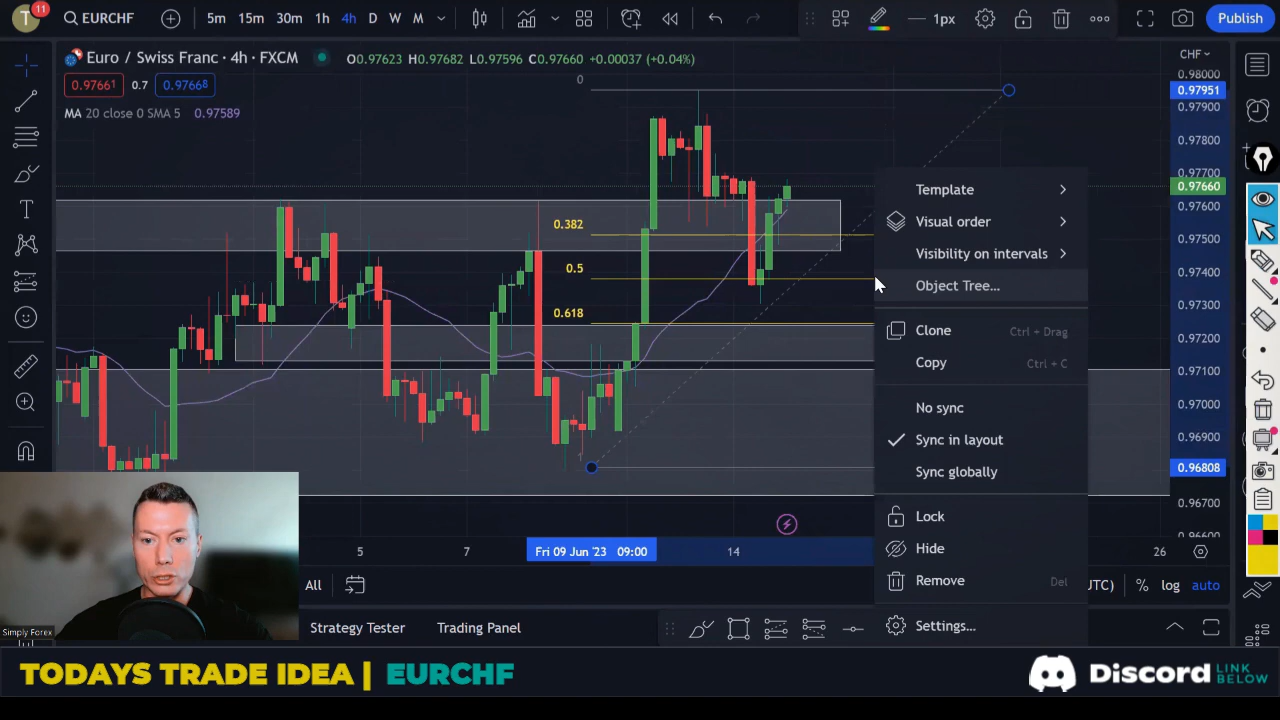 T
11
EURCHF
5m 15m 30m 1h 4h D W M
1px
Publish
Euro / Swiss Franc · 4h · FXCM
O0.97623 H0.97682 L0.97596 C0.97660 +0.00037 (+0.04%)
CHF
0.97661 0.7 0.97668
MA 20 close 0 SMA 5 0.97589
0
0.382
0.5
0.618
0.98000
0.97951
0.97900
0.97800
0.97700
0.97660
0.97600
0.97500
0.97400
0.97300
0.97200
0.97100
0.97000
0.96900
0.96808
0.96700
Template
Visual order
Visibility on intervals
Object Tree...
Clone Ctrl + Drag
Copy Ctrl + C
No sync
Sync in layout
Sync globally
Lock
Hide
Remove Del
Settings...
5 7 Fri 09 Jun '23 09:00 14 26
All
UTC) % log auto
Strategy Tester Trading Panel
Simply Forex
TODAYS TRADE IDEA | EURCHF
Discord LINK BELOW